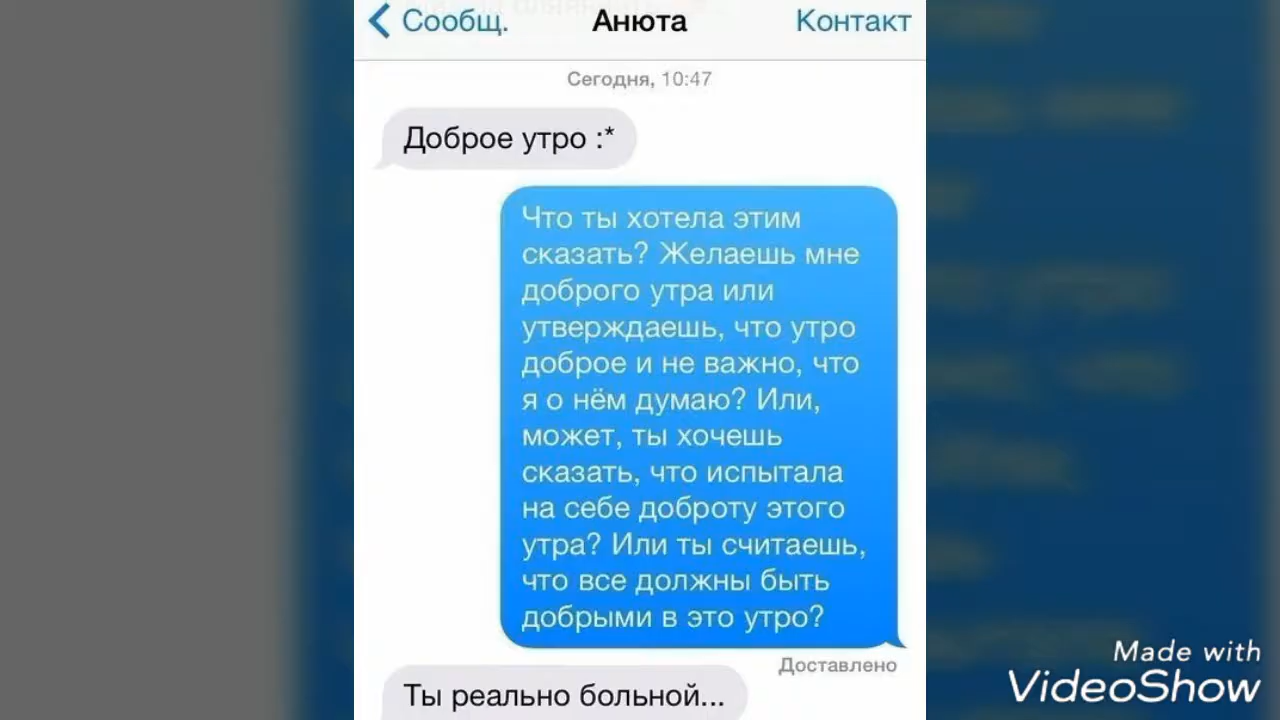 Сообщ. Анюта Контакт
Сегодня, 10:47
Доброе утро :*
Что ты хотела этим
сказать? Желаешь мне
доброго утра или
утверждаешь, что утро
доброе и не важно, что
я о нём думаю? Или,
может, ты хочешь
сказать, что испытала
на себе доброту этого
утра? Или ты считаешь,
что все должны быть
добрыми в это утро?
Доставлено
Ты реально больной...
Made with
VideoShow